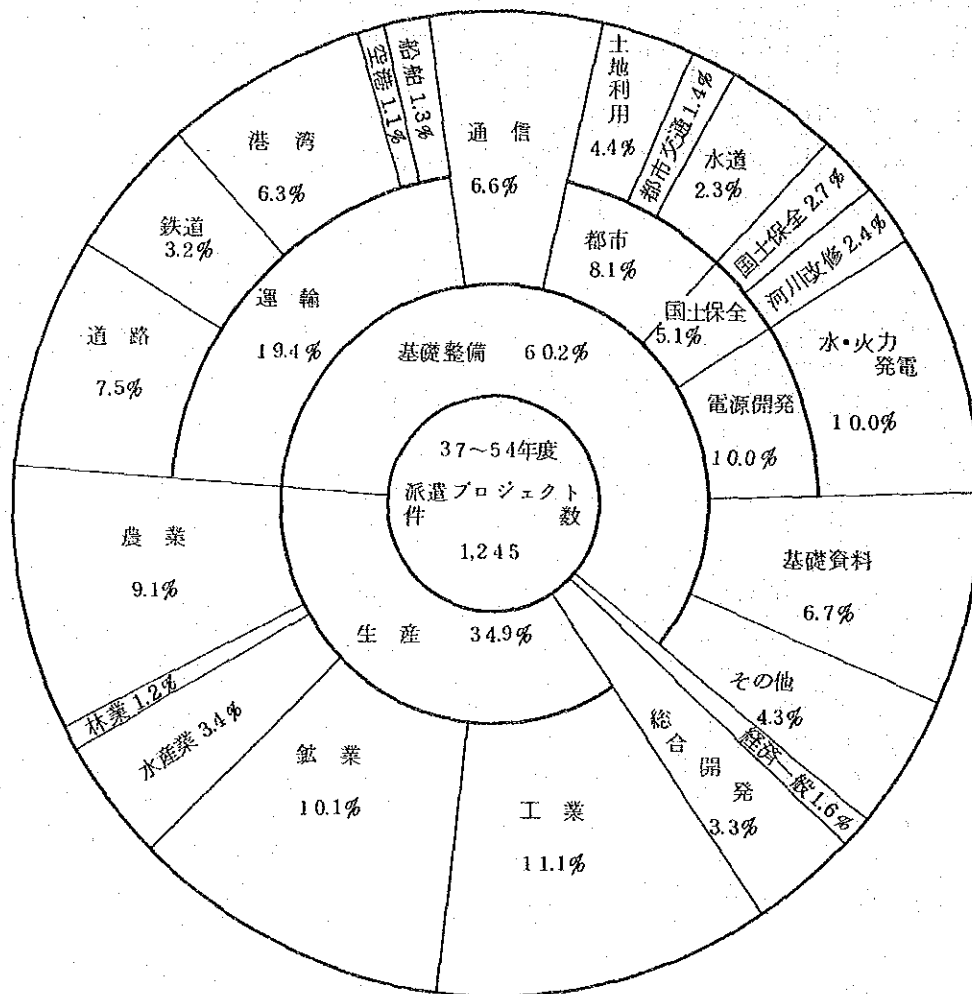 37～54年度
派遣プロジェクト
件数
1,245
基礎整備 60.2%
生産 34.9%
運輸
19.4%
都市
8.1%
国土保全
5.1%
電源開発
10.0%
通信
6.6%
土地利用
4.4%
都市交通 1.4%
水道
2.3%
国土保全 2.7%
河川改修 2.4%
水・火力
発電
10.0%
基礎資料
6.7%
その他
4.3%
経済一般 1.6%
総合開発
3.3%
工業
11.1%
鉱業
10.1%
水産業 3.4%
林業 1.2%
農業
9.1%
道路
7.5%
鉄道
3.2%
港湾
6.3%
空港 1.1%
船舶 1.3%